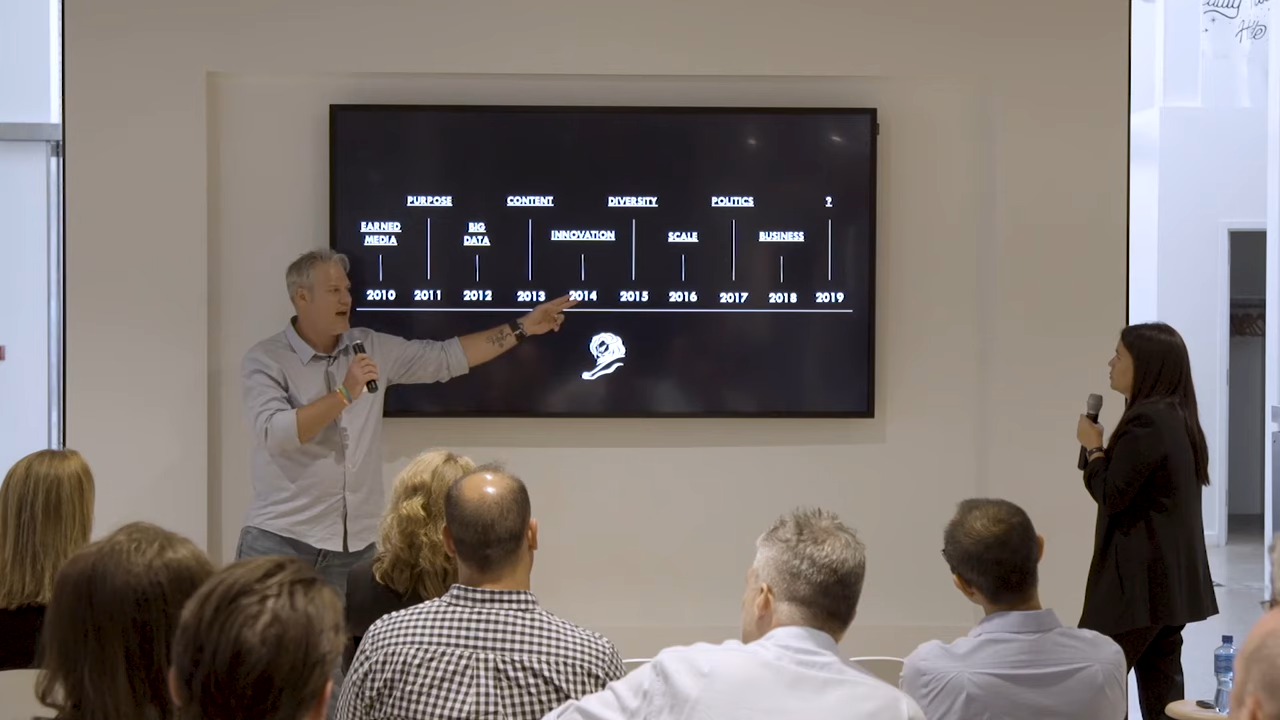 PURPOSE CONTENT DIVERSITY POLITICS ?
EARNED MEDIA BIG DATA INNOVATION SCALE BUSINESS
2010 2011 2012 2013 2014 2015 2016 2017 2018 2019